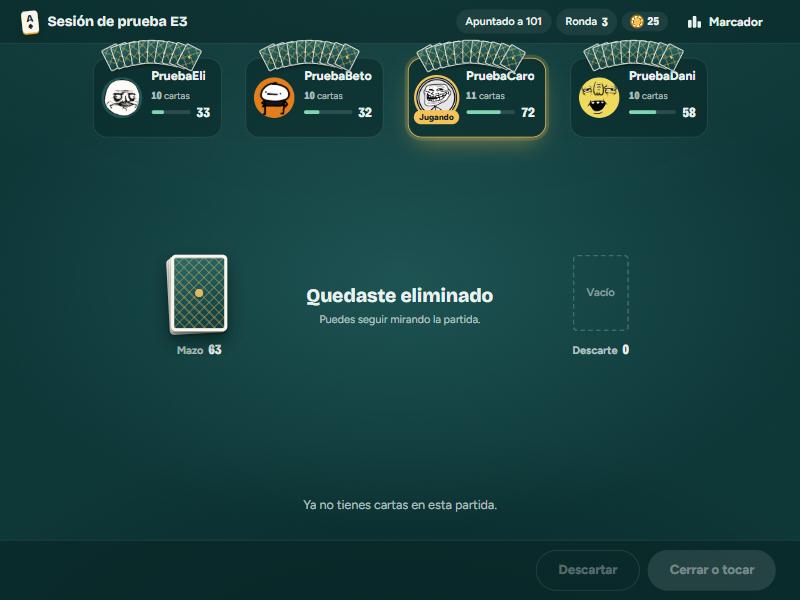 A
Sesión de prueba E3
Apuntado a 101
Ronda 3
25
Marcador
PruebaEli
10 cartas
33
PruebaBeto
10 cartas
32
PruebaCaro
11 cartas
72
Jugando
PruebaDani
10 cartas
58
Quedaste eliminado
Puedes seguir mirando la partida.
Vacío
Mazo 63
Descarte 0
Ya no tienes cartas en esta partida.
Descartar
Cerrar o tocar